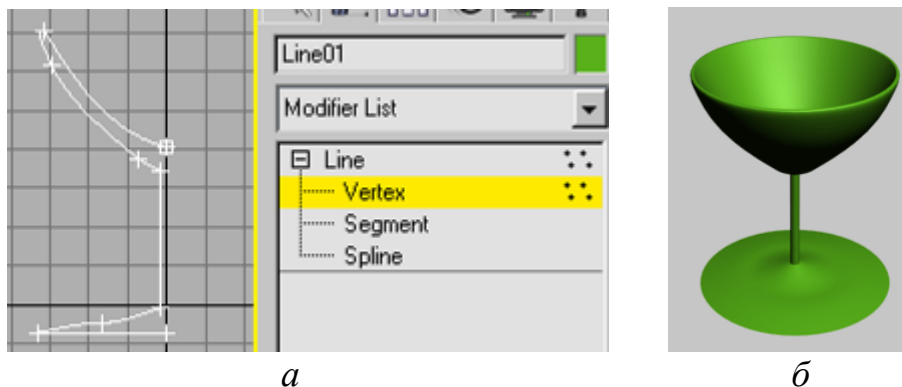 Line01
Modifier List
Line
Vertex
Segment
Spline
а
б